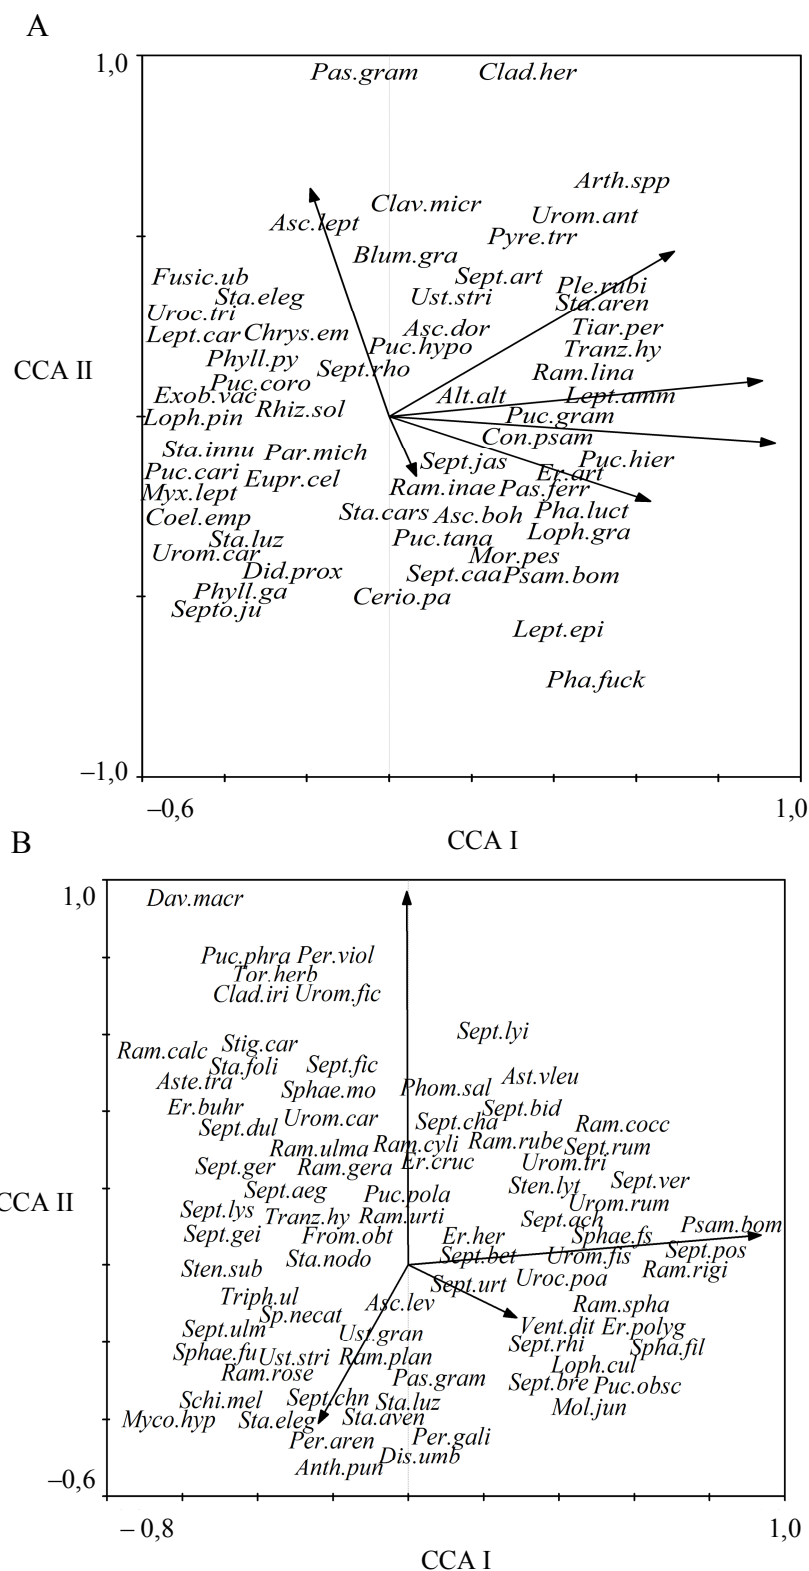 A
1,0
Pas.gram Clad.her
Arth.spp
Clav.micr
Urom.ant
Asc.lept
Pyre.trr
Blum.gra
Fusic.ub Sept.art
Ple.rubi
Sta.eleg Ust.stri
Sta.aren
Uroc.tri
Asc.dor Tiar.per
Lept.car Chrys.em
Puc.hypo Tranz.hy
Phyll.py
Sept.rho Ram.lina
CCA II
Puc.coro
Exob.vac Alt.alt Lept.amm
Rhiz.sol
Loph.pin Puc.gram
Con.psam
Sta.innu Par.mich
Sept.jas Puc.hier
Puc.cari Er.art
Eupr.cel
Myx.lept Ram.inae Pas.ferr
Sta.cars Asc.boh Pha.luct
Coel.emp
Loph.gra
Sta.luz Puc.tana
Urom.car Mor.pes
Did.prox Sept.caa Psam.bom
Phyll.ga Cerio.pa
Septo.ju
Lept.epi
Pha.fuck
–1,0
–0,6 1,0
CCA I
B
1,0
Dav.macr
Puc.phra Per.viol
Tor.herb
Clad.iri Urom.fic
Sept.lyi
Stig.car
Ram.calc
Sta.foli Sept.fic
Aste.tra Ast.vleu
Sphae.mo Phom.sal
Er.buhr Sept.bid
Urom.car Sept.cha Ram.cocc
Sept.dul
Ram.ulma Ram.cyli Ram.rube Sept.rum
Sept.ger Ram.gera Er.cruc Urom.tri
Sept.aeg Puc.pola Sten.lyt Sept.ver
CCA II
Urom.rum
Sept.lys Tranz.hy Ram.urti Sept.ach Psam.bom
Sept.gei From.obt Er.her Sphae.fs
Sta.nodo Sept.bet Urom.fis Sept.pos
Sten.sub Uroc.poa Ram.rigi
Sept.urt
Triph.ul Asc.lev Ram.spha
Sp.necat
Sept.ulm Ust.gran Vent.dit Er.polyg
Sept.rhi Spha.fil
Sphae.fu Ust.stri Ram.plan
Loph.cul
Ram.rose Pas.gram
Sept.bre Puc.obsc
Schi.mel Sept.chn Sta.luz
Mol.jun
Myco.hyp Sta.eleg Sta.aven
Per.aren Per.gali
Dis.umb
Anth.pun
–0,6
– 0,8 1,0
CCA I